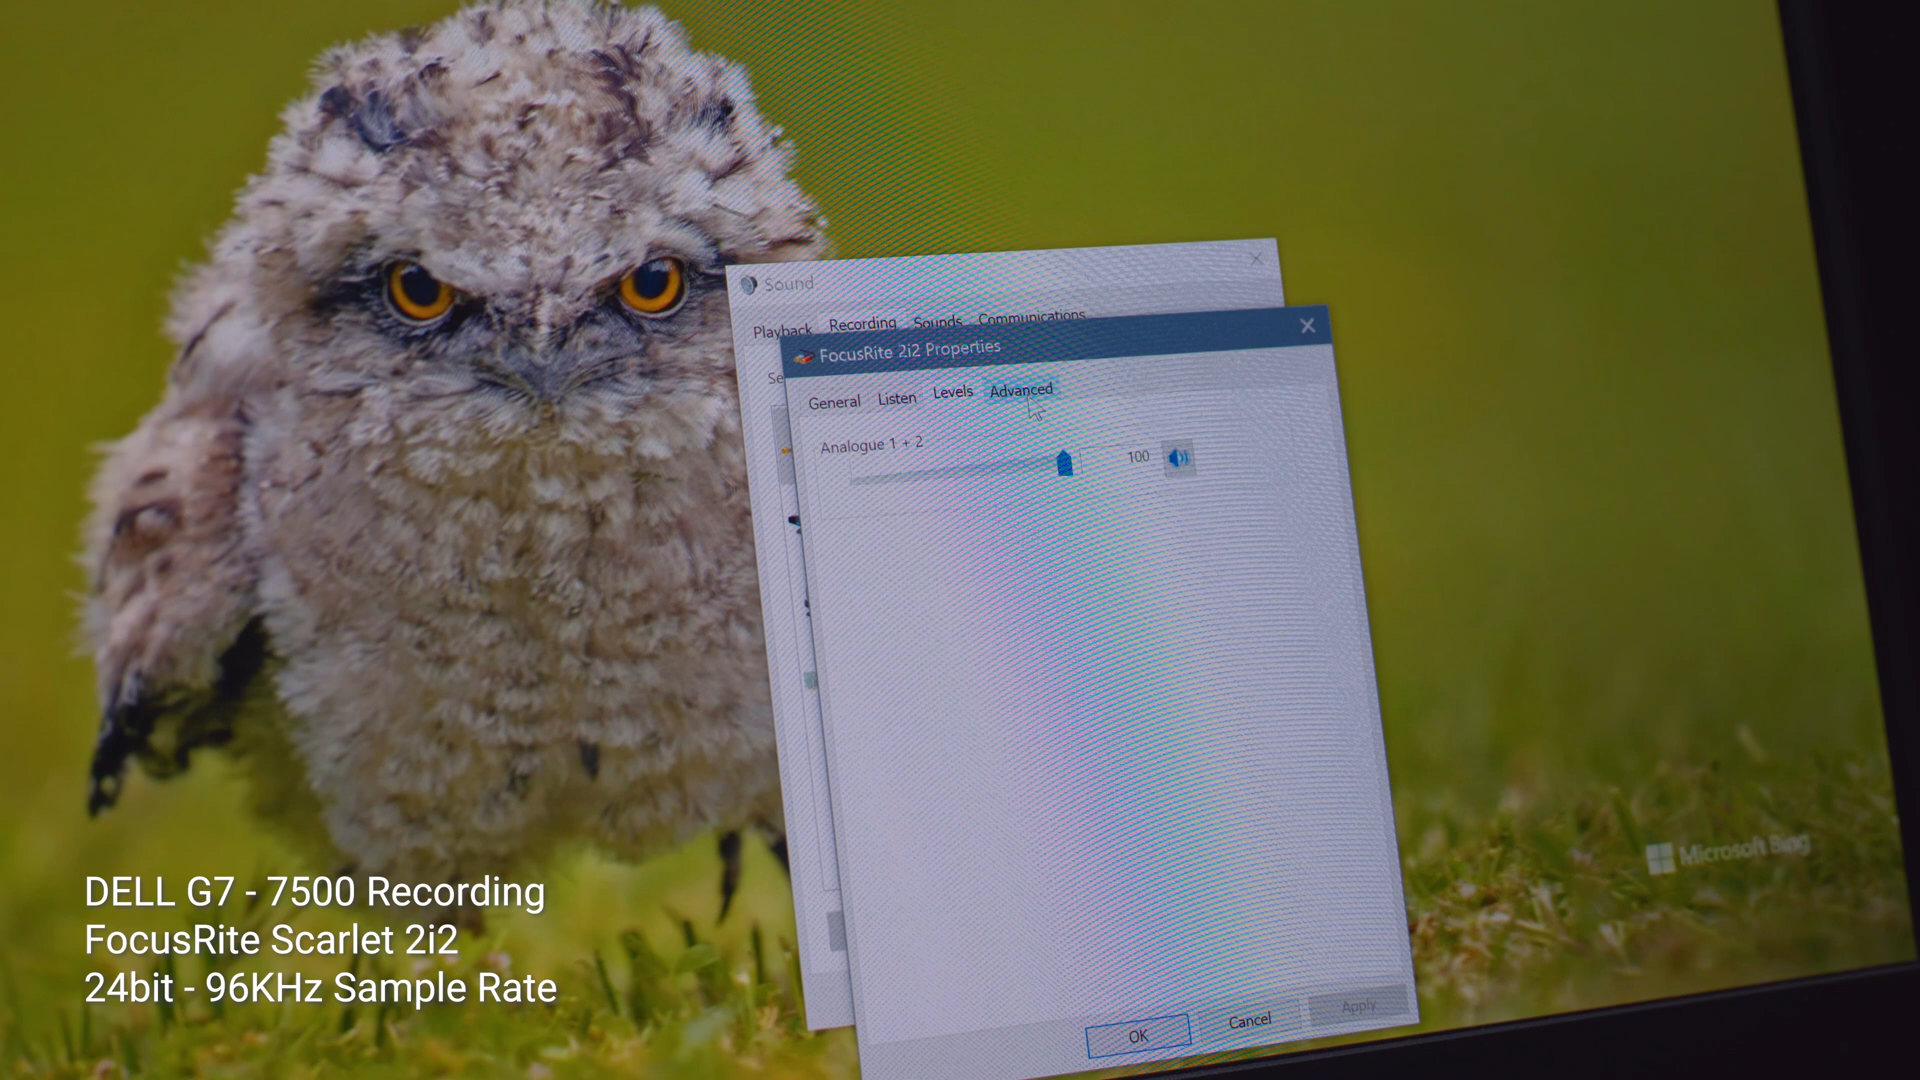 Sound
Playback Recording Sounds Communications
Se
FocusRite 2i2 Properties
General Listen Levels Advanced
Analogue 1 + 2
100
OK Cancel Apply
Microsoft Bing
DELL G7 - 7500 Recording
FocusRite Scarlet 2i2
24bit - 96KHz Sample Rate